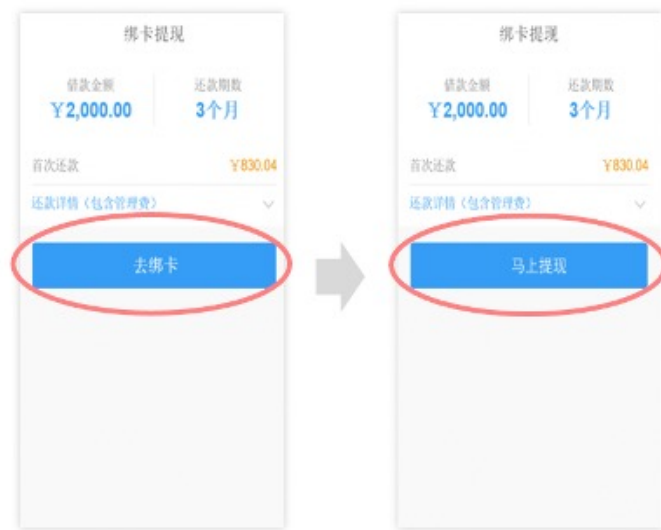 绑卡提现
借款金额
还款期数
¥2,000.00
3个月
首次还款
¥830.04
还款详情（包含管理费）
去绑卡
绑卡提现
借款金额
还款期数
¥2,000.00
3个月
首次还款
¥830.04
还款详情（包含管理费）
马上提现